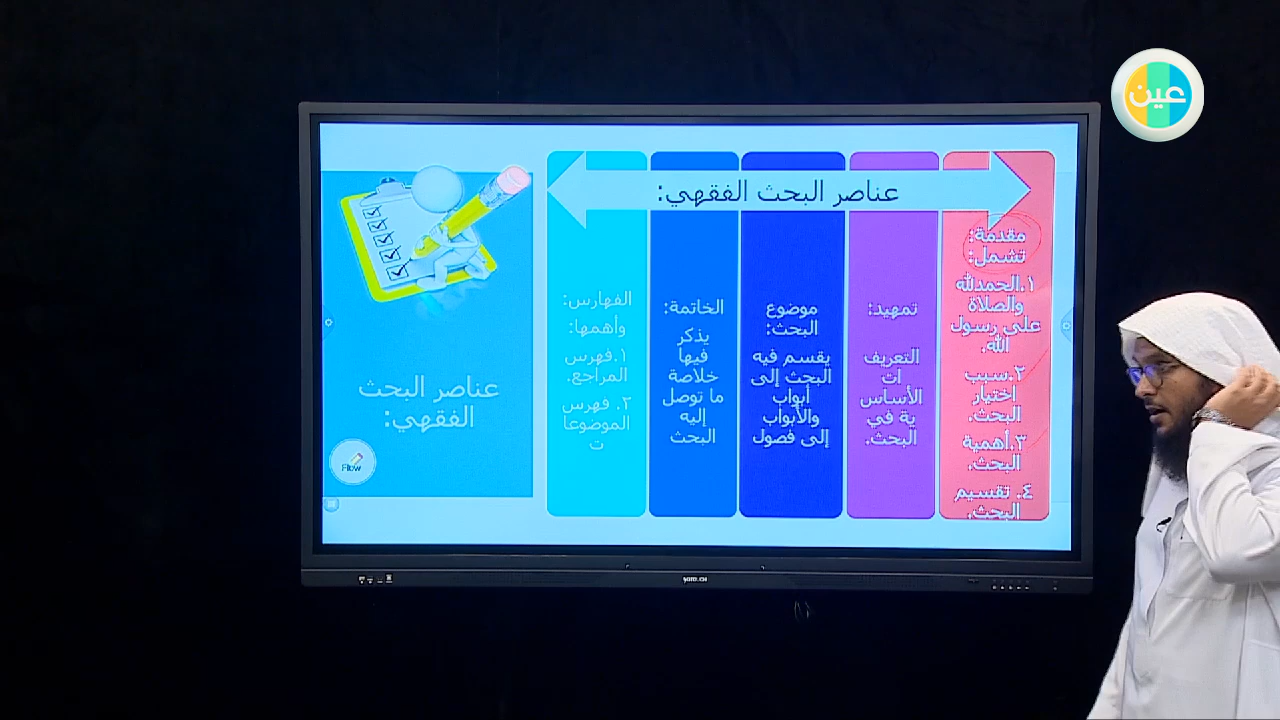 عين
عناصر البحث الفقهي:
مقدمة:
تشمل:
١.الحمدلله
والصلاة
على رسول
الله.
٢.سبب
اختيار
البحث.
٣.أهمية
البحث.
٤. تقسيم
البحث.
تمهيد:
التعريف
ات
الأساس
ية في
البحث.
موضوع
البحث:
يقسم فيه
البحث إلى
أبواب
والأبواب
إلى فصول
الخاتمة:
يذكر
فيها
خلاصة
ما توصل
إليه
البحث
الفهارس:
وأهمها:
١.فهرس
المراجع.
٢. فهرس
الموضوعا
ت
عناصر البحث
الفقهي:
Flow